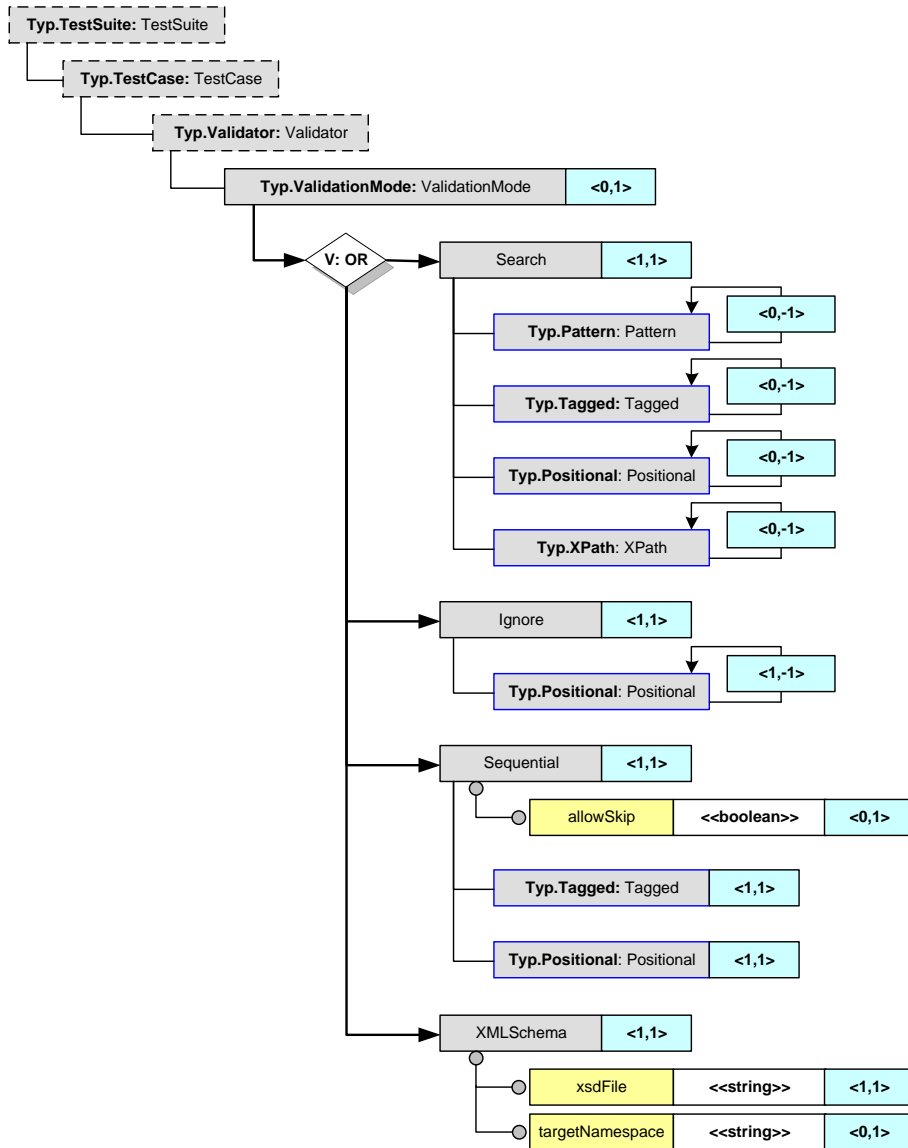 Typ.TestSuite: TestSuite
Typ.TestCase: TestCase
Typ.Validator: Validator
Typ.ValidationMode: ValidationMode <0,1>
V: OR
Search <1,1>
<0,-1>
Typ.Pattern: Pattern
<0,-1>
Typ.Tagged: Tagged
<0,-1>
Typ.Positional: Positional
<0,-1>
Typ.XPath: XPath
Ignore <1,1>
<1,-1>
Typ.Positional: Positional
Sequential <1,1>
allowSkip <<boolean>> <0,1>
Typ.Tagged: Tagged <1,1>
Typ.Positional: Positional <1,1>
XMLSchema <1,1>
xsdFile <<string>> <1,1>
targetNamespace <<string>> <0,1>